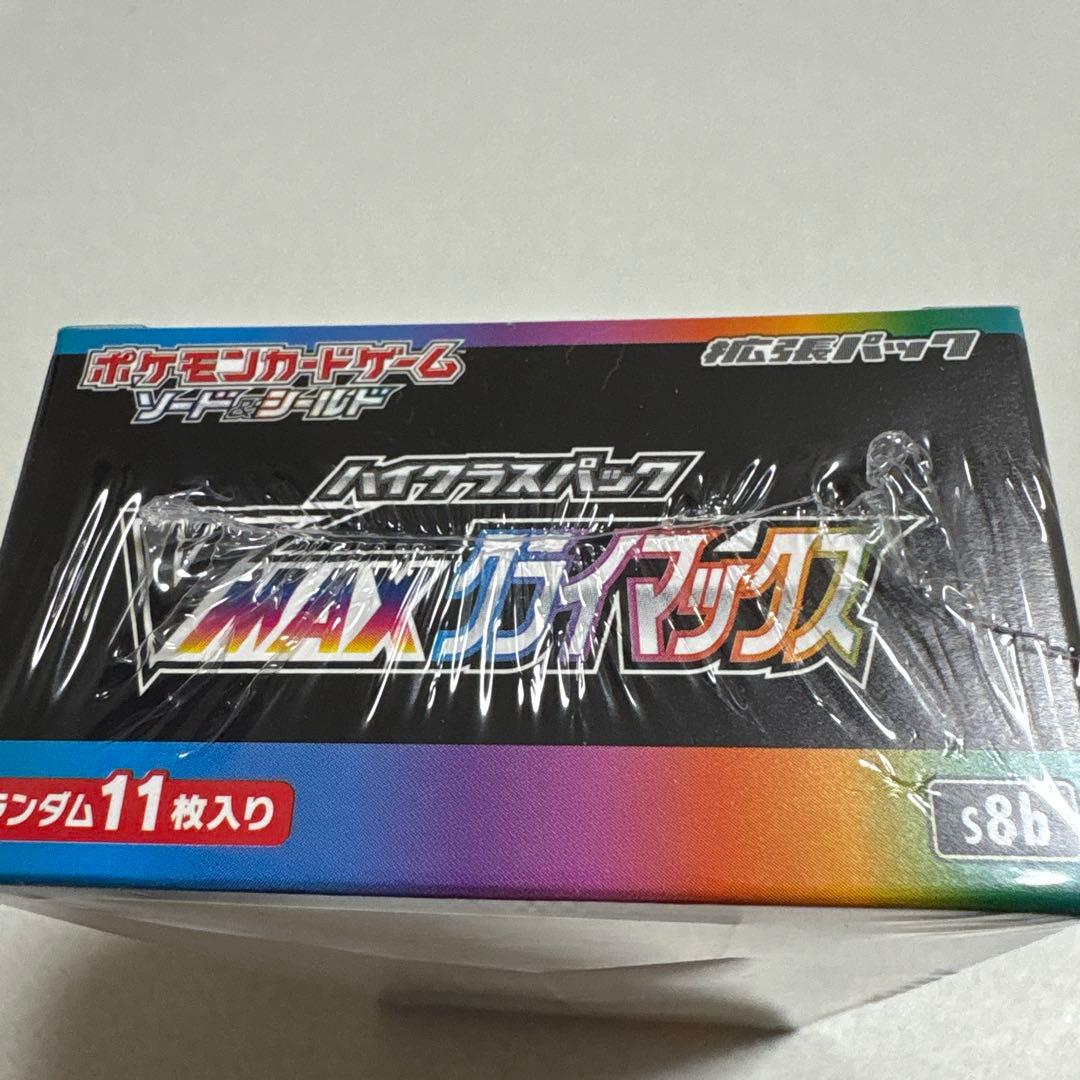 ポケモンカードゲーム
ソード&シールド
拡張パック
ハイクラスパック
VMAXクライマックス
ランダム11枚入り
s8b